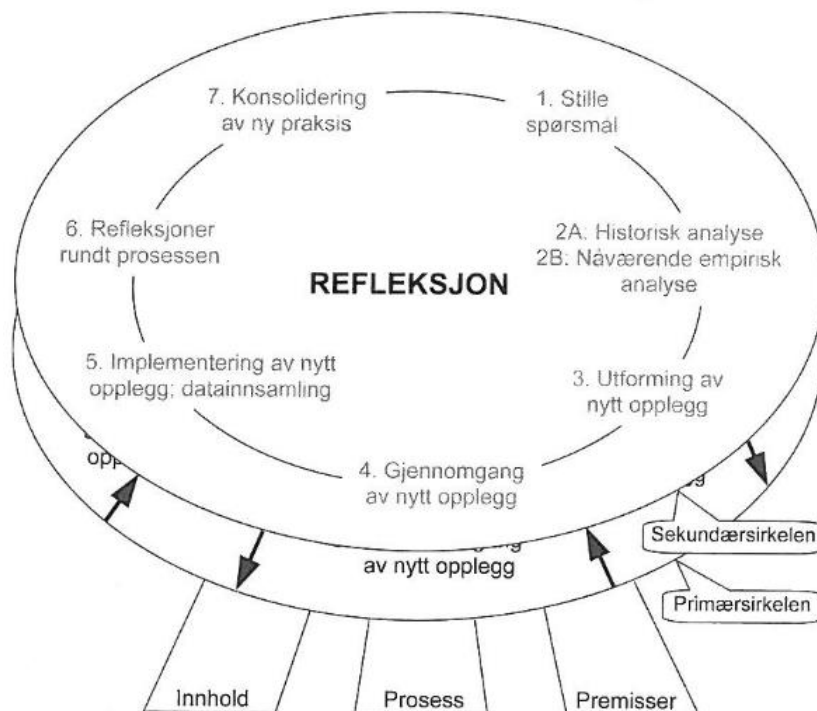 7. Konsolidering
av ny praksis
1. Stille
spørsmål
6. Refleksjoner
rundt prosessen
2A: Historisk analyse
2B: Nåværende empirisk
analyse
REFLEKSJON
5. Implementering av nytt
opplegg; datainnsamling
3. Utforming av
nytt opplegg
4. Gjennomgang
av nytt opplegg
Sekundærsirkelen
av nytt opplegg
Primærsirkelen
Innhold
Prosess
Premisser